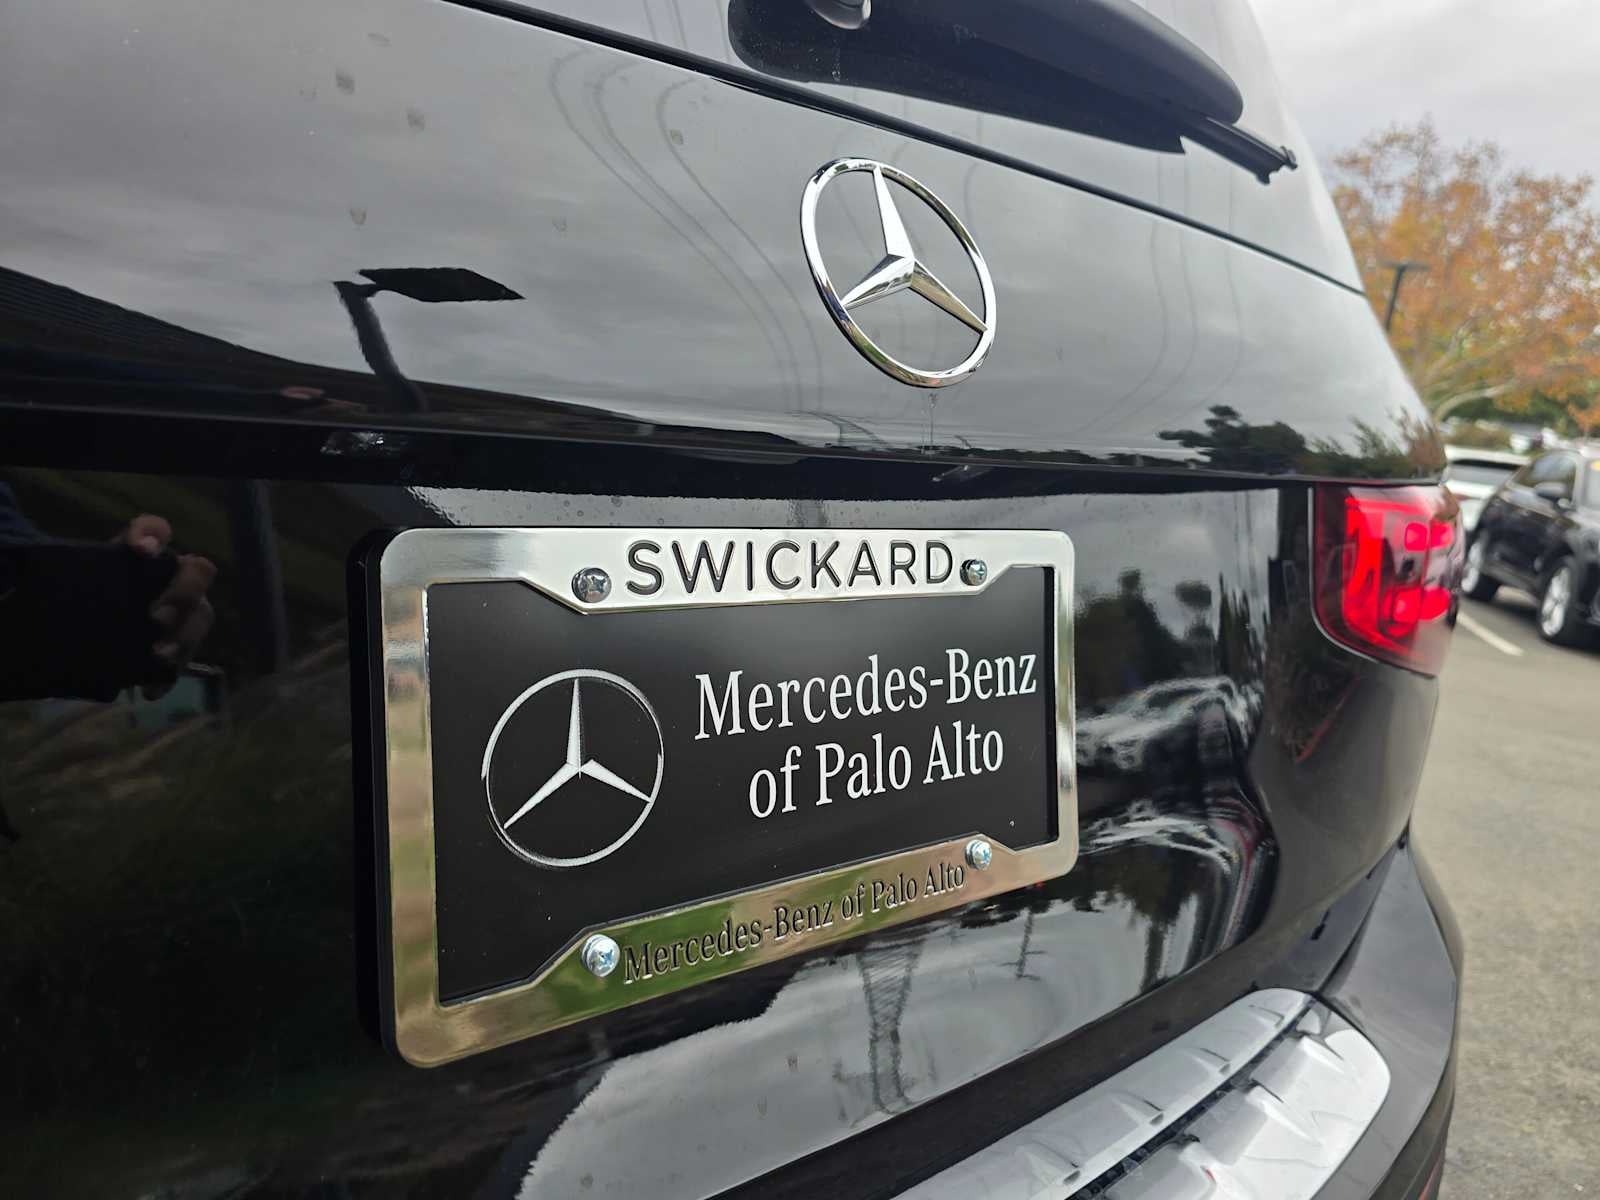 SWICKARD
Mercedes-Benz
of Palo Alto
Mercedes-Benz of Palo Alto